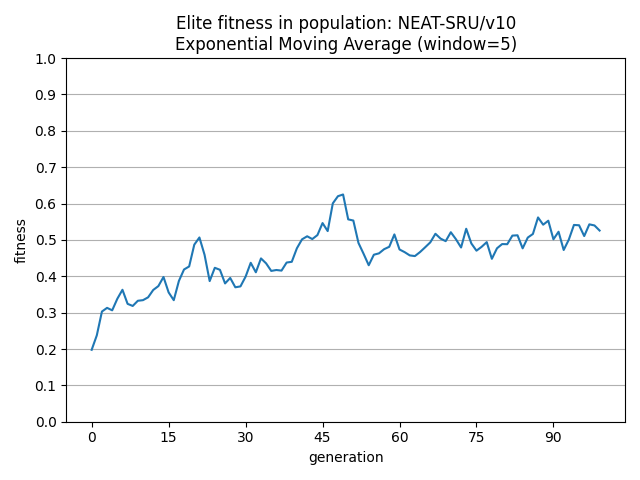 Elite fitness in population: NEAT-SRU/v10
Exponential Moving Average (window=5)
1.0
0.9
0.8
0.7
0.6
0.5
0.4
0.3
0.2
0.1
0.0
fitness
0 15 30 45 60 75 90
generation